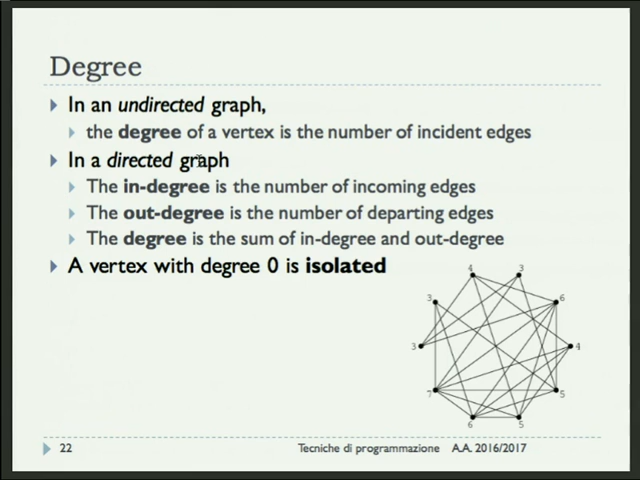 Degree
In an undirected graph,
the degree of a vertex is the number of incident edges
In a directed graph
The in-degree is the number of incoming edges
The out-degree is the number of departing edges
The degree is the sum of in-degree and out-degree
A vertex with degree 0 is isolated
4 3
3 6
3 4
7 5
6 5
22 Tecniche di programmazione A.A. 2016/2017